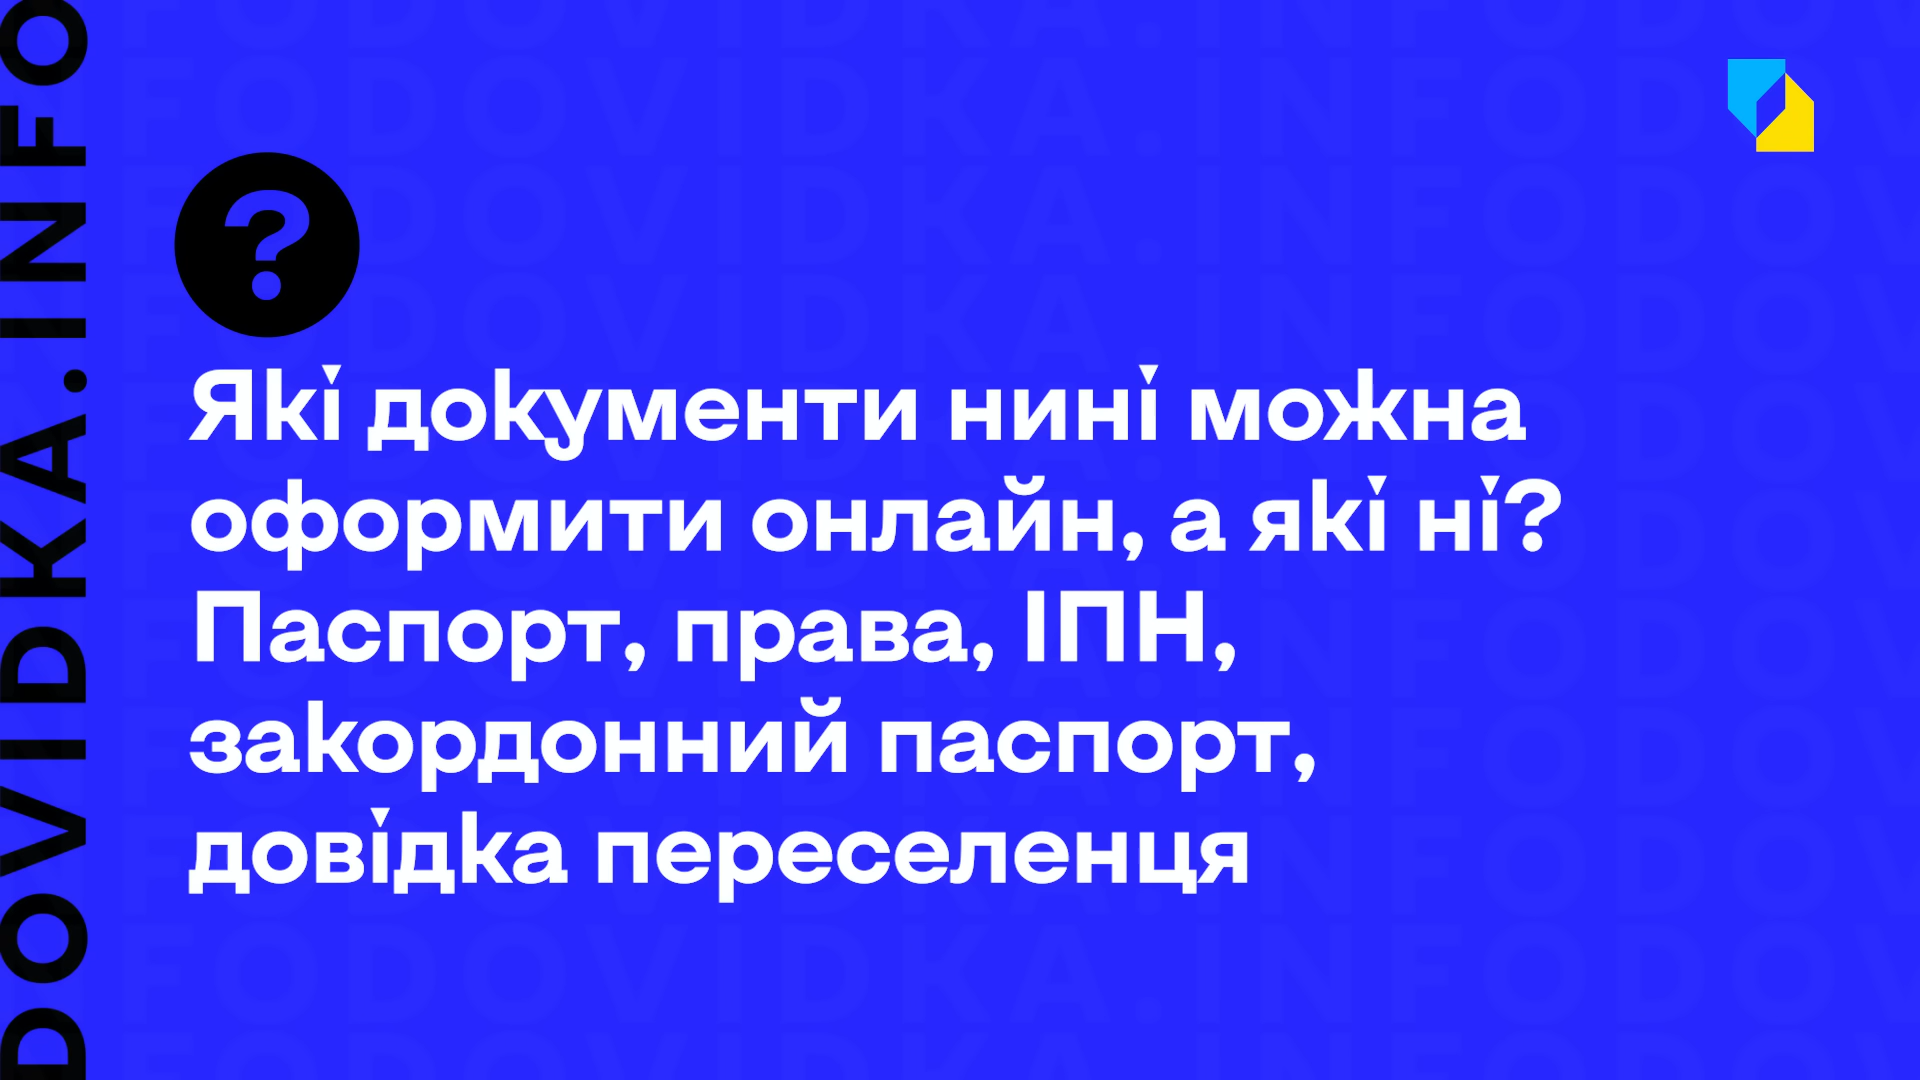 DOVIDKA.INFO
?
Які документи нині можна
оформити онлайн, а які ні?
Паспорт, права, ІПН,
закордонний паспорт,
довідка переселенця